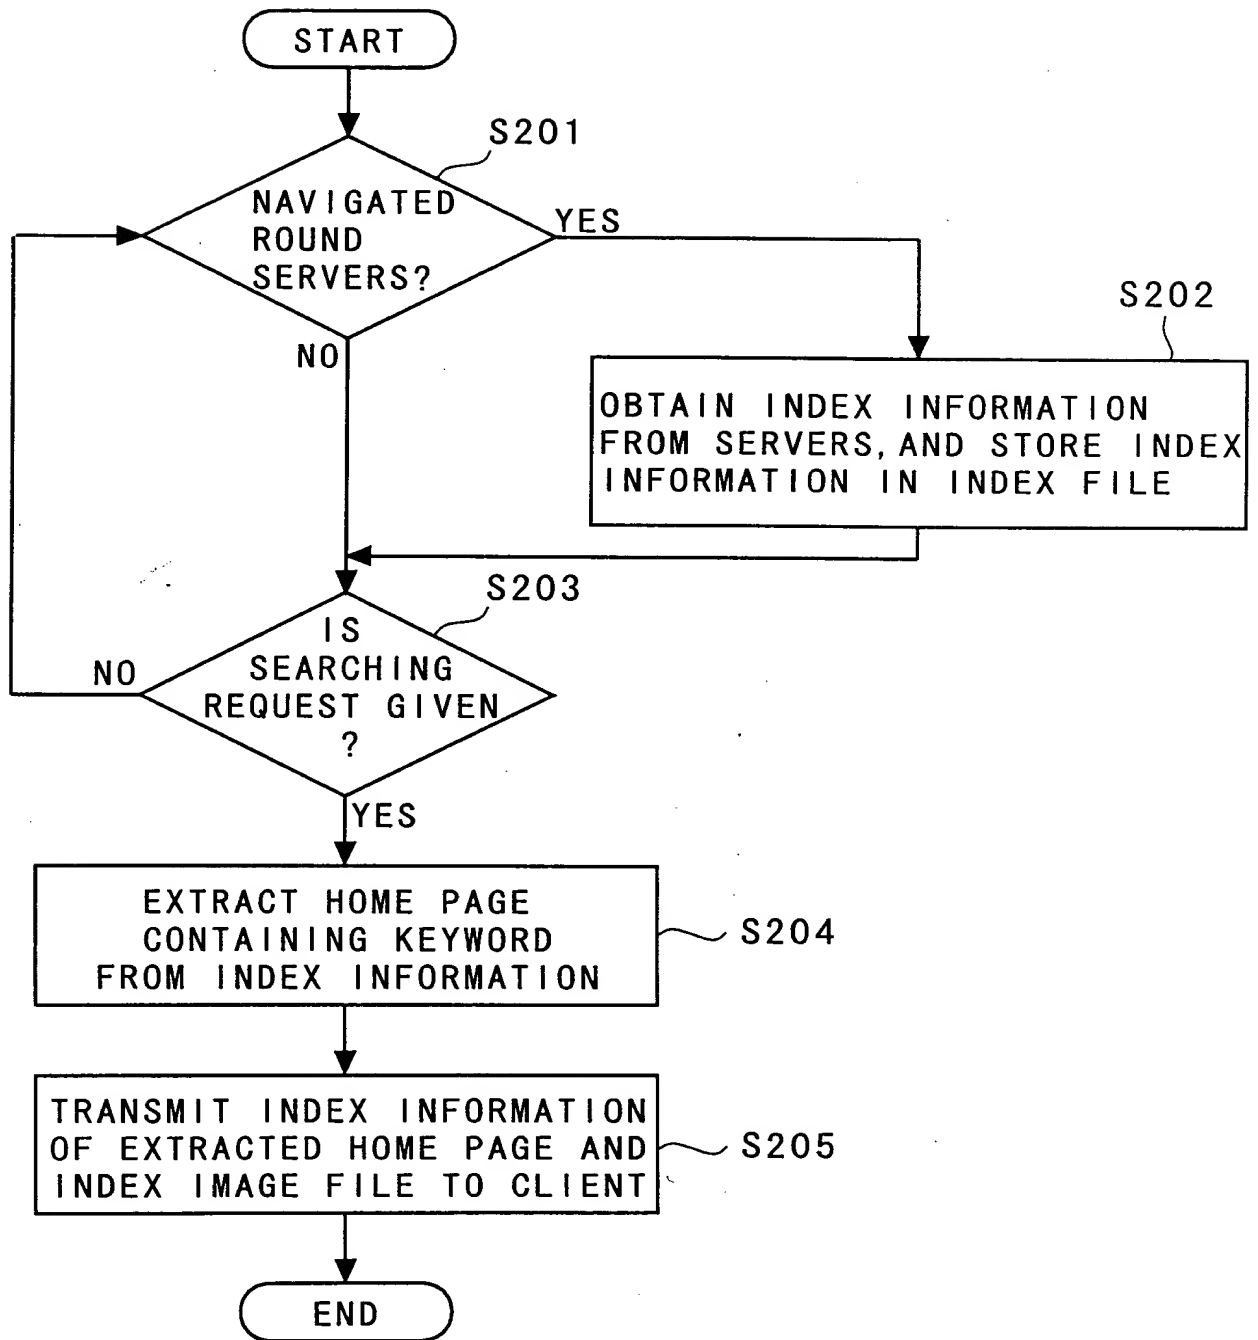 START
S201
NAVIGATED
ROUND
SERVERS?
YES
NO
S202
OBTAIN INDEX INFORMATION
FROM SERVERS, AND STORE INDEX
INFORMATION IN INDEX FILE
S203
IS
SEARCHING
REQUEST GIVEN
?
NO
YES
EXTRACT HOME PAGE
CONTAINING KEYWORD
FROM INDEX INFORMATION
S204
TRANSMIT INDEX INFORMATION
OF EXTRACTED HOME PAGE AND
INDEX IMAGE FILE TO CLIENT
S205
END